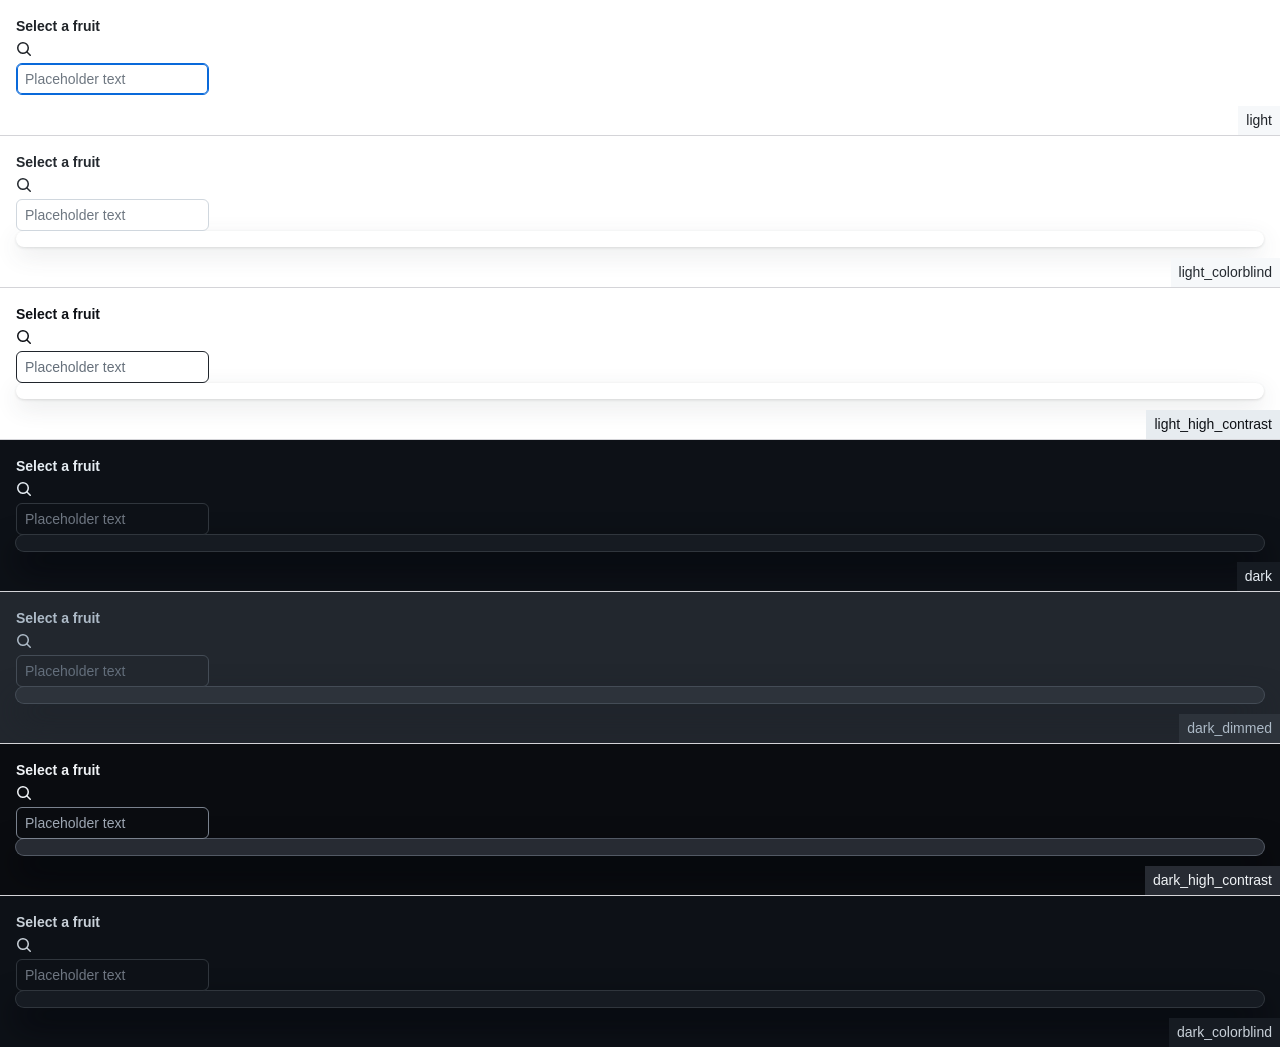 Select a fruit
Placeholder text
light
Select a fruit
Placeholder text
light_colorblind
Select a fruit
Placeholder text
light_high_contrast
Select a fruit
Placeholder text
dark
Select a fruit
Placeholder text
dark_dimmed
Select a fruit
Placeholder text
dark_high_contrast
Select a fruit
Placeholder text
dark_colorblind